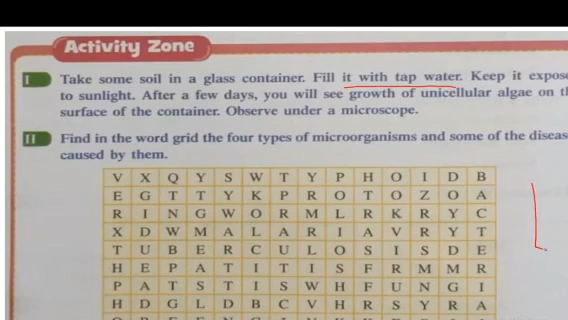 Activity Zone
I Take some soil in a glass container. Fill it with tap water. Keep it expos
to sunlight. After a few days, you will see growth of unicellular algae on t
surface of the container. Observe under a microscope.
II Find in the word grid the four types of microorganisms and some of the diseas
caused by them.
V X Q Y S W T Y P H O I D B
E G T T Y K P R O T O Z O A
R I N G W O R M L R K R Y C
X D W M A L A R I A V R Y T
T U B E R C U L O S I S D E
H E P A T I T I S F R M M R
P A T S T I S W H F U N G I
H D G L D B C V H R S Y R A